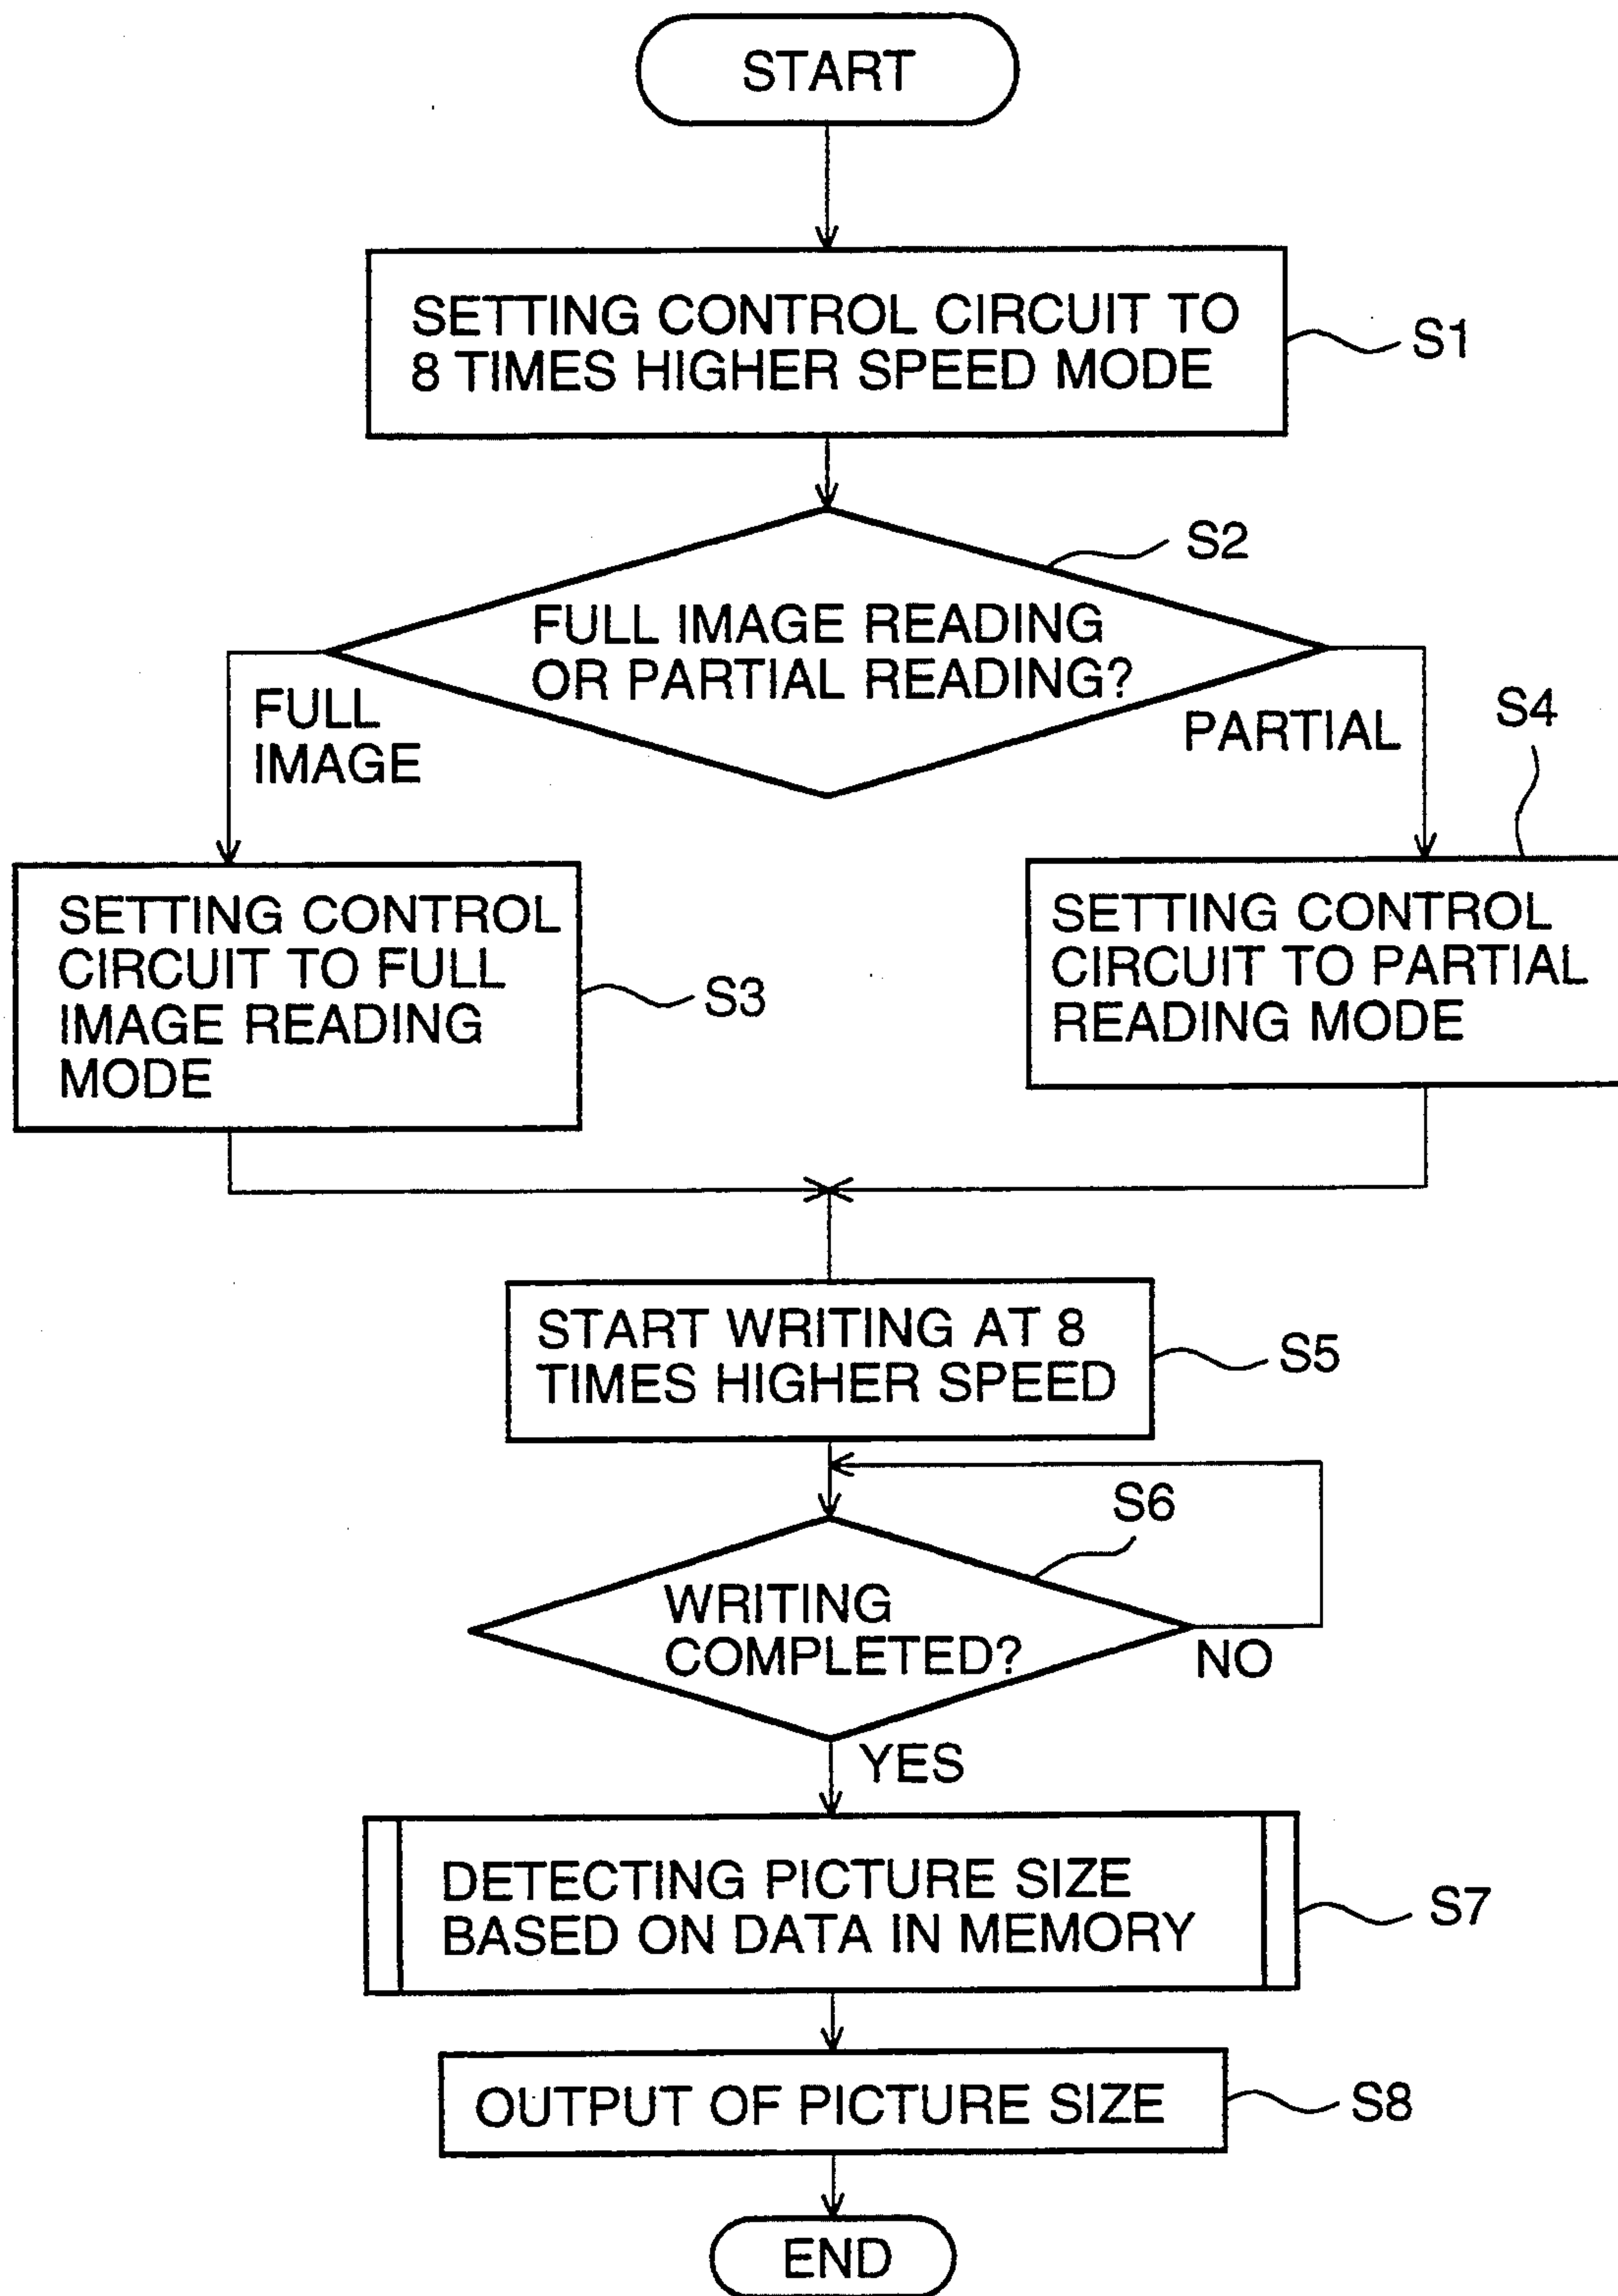 START
SETTING CONTROL CIRCUIT TO
8 TIMES HIGHER SPEED MODE
S1
S2
FULL IMAGE READING
OR PARTIAL READING?
FULL
IMAGE
PARTIAL
S4
SETTING CONTROL
CIRCUIT TO FULL
IMAGE READING
MODE
S3
SETTING CONTROL
CIRCUIT TO PARTIAL
READING MODE
START WRITING AT 8
TIMES HIGHER SPEED
S5
S6
WRITING
COMPLETED?
NO
YES
DETECTING PICTURE SIZE
BASED ON DATA IN MEMORY
S7
OUTPUT OF PICTURE SIZE
S8
END